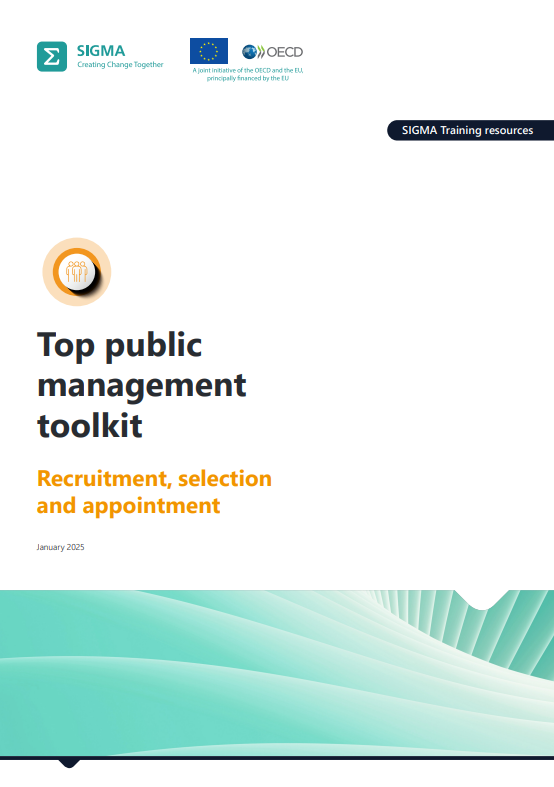 SIGMA
Creating Change Together
OECD
A joint initiative of the OECD and the EU,
principally financed by the EU
SIGMA Training resources
Top public
management
toolkit
Recruitment, selection
and appointment
January 2025